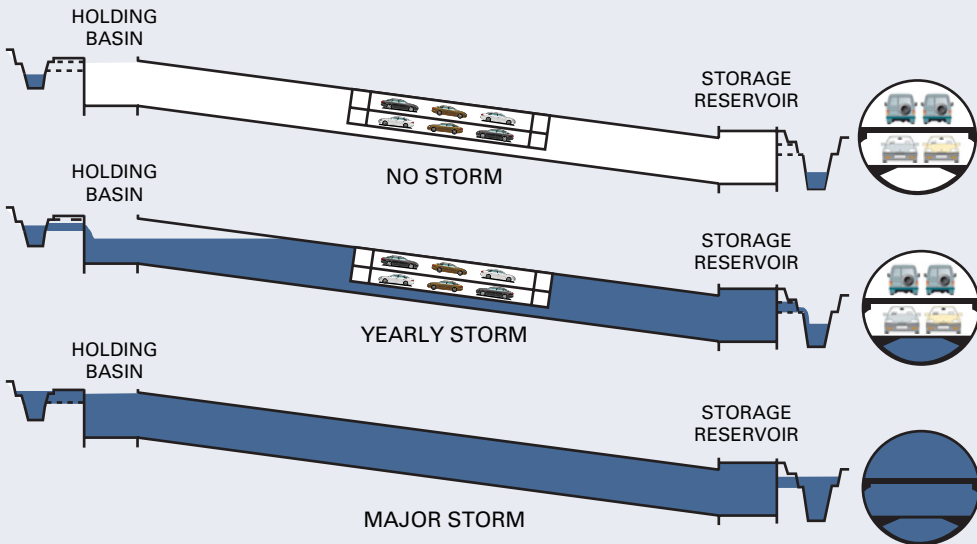 HOLDING
BASIN
STORAGE
RESERVOIR
NO STORM
HOLDING
BASIN
STORAGE
RESERVOIR
YEARLY STORM
HOLDING
BASIN
STORAGE
RESERVOIR
MAJOR STORM